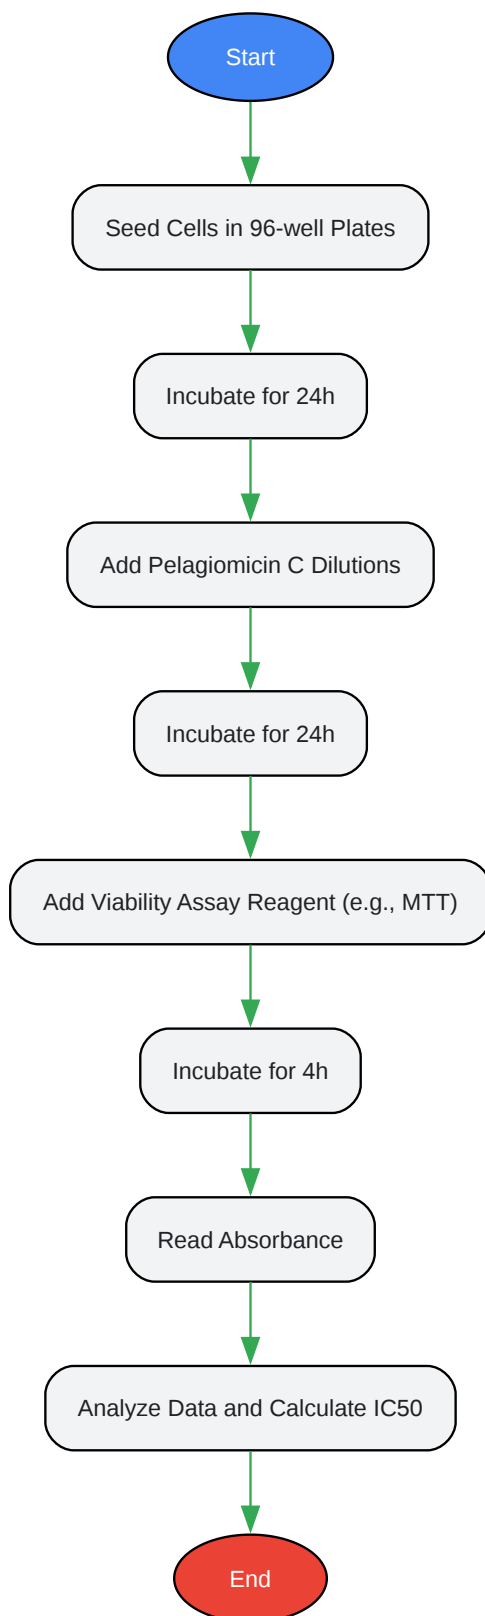 Start
Seed Cells in 96-well Plates
Incubate for 24h
Add Pelagiomicin C Dilutions
Incubate for 24h
Add Viability Assay Reagent (e.g., MTT)
Incubate for 4h
Read Absorbance
Analyze Data and Calculate IC50
End